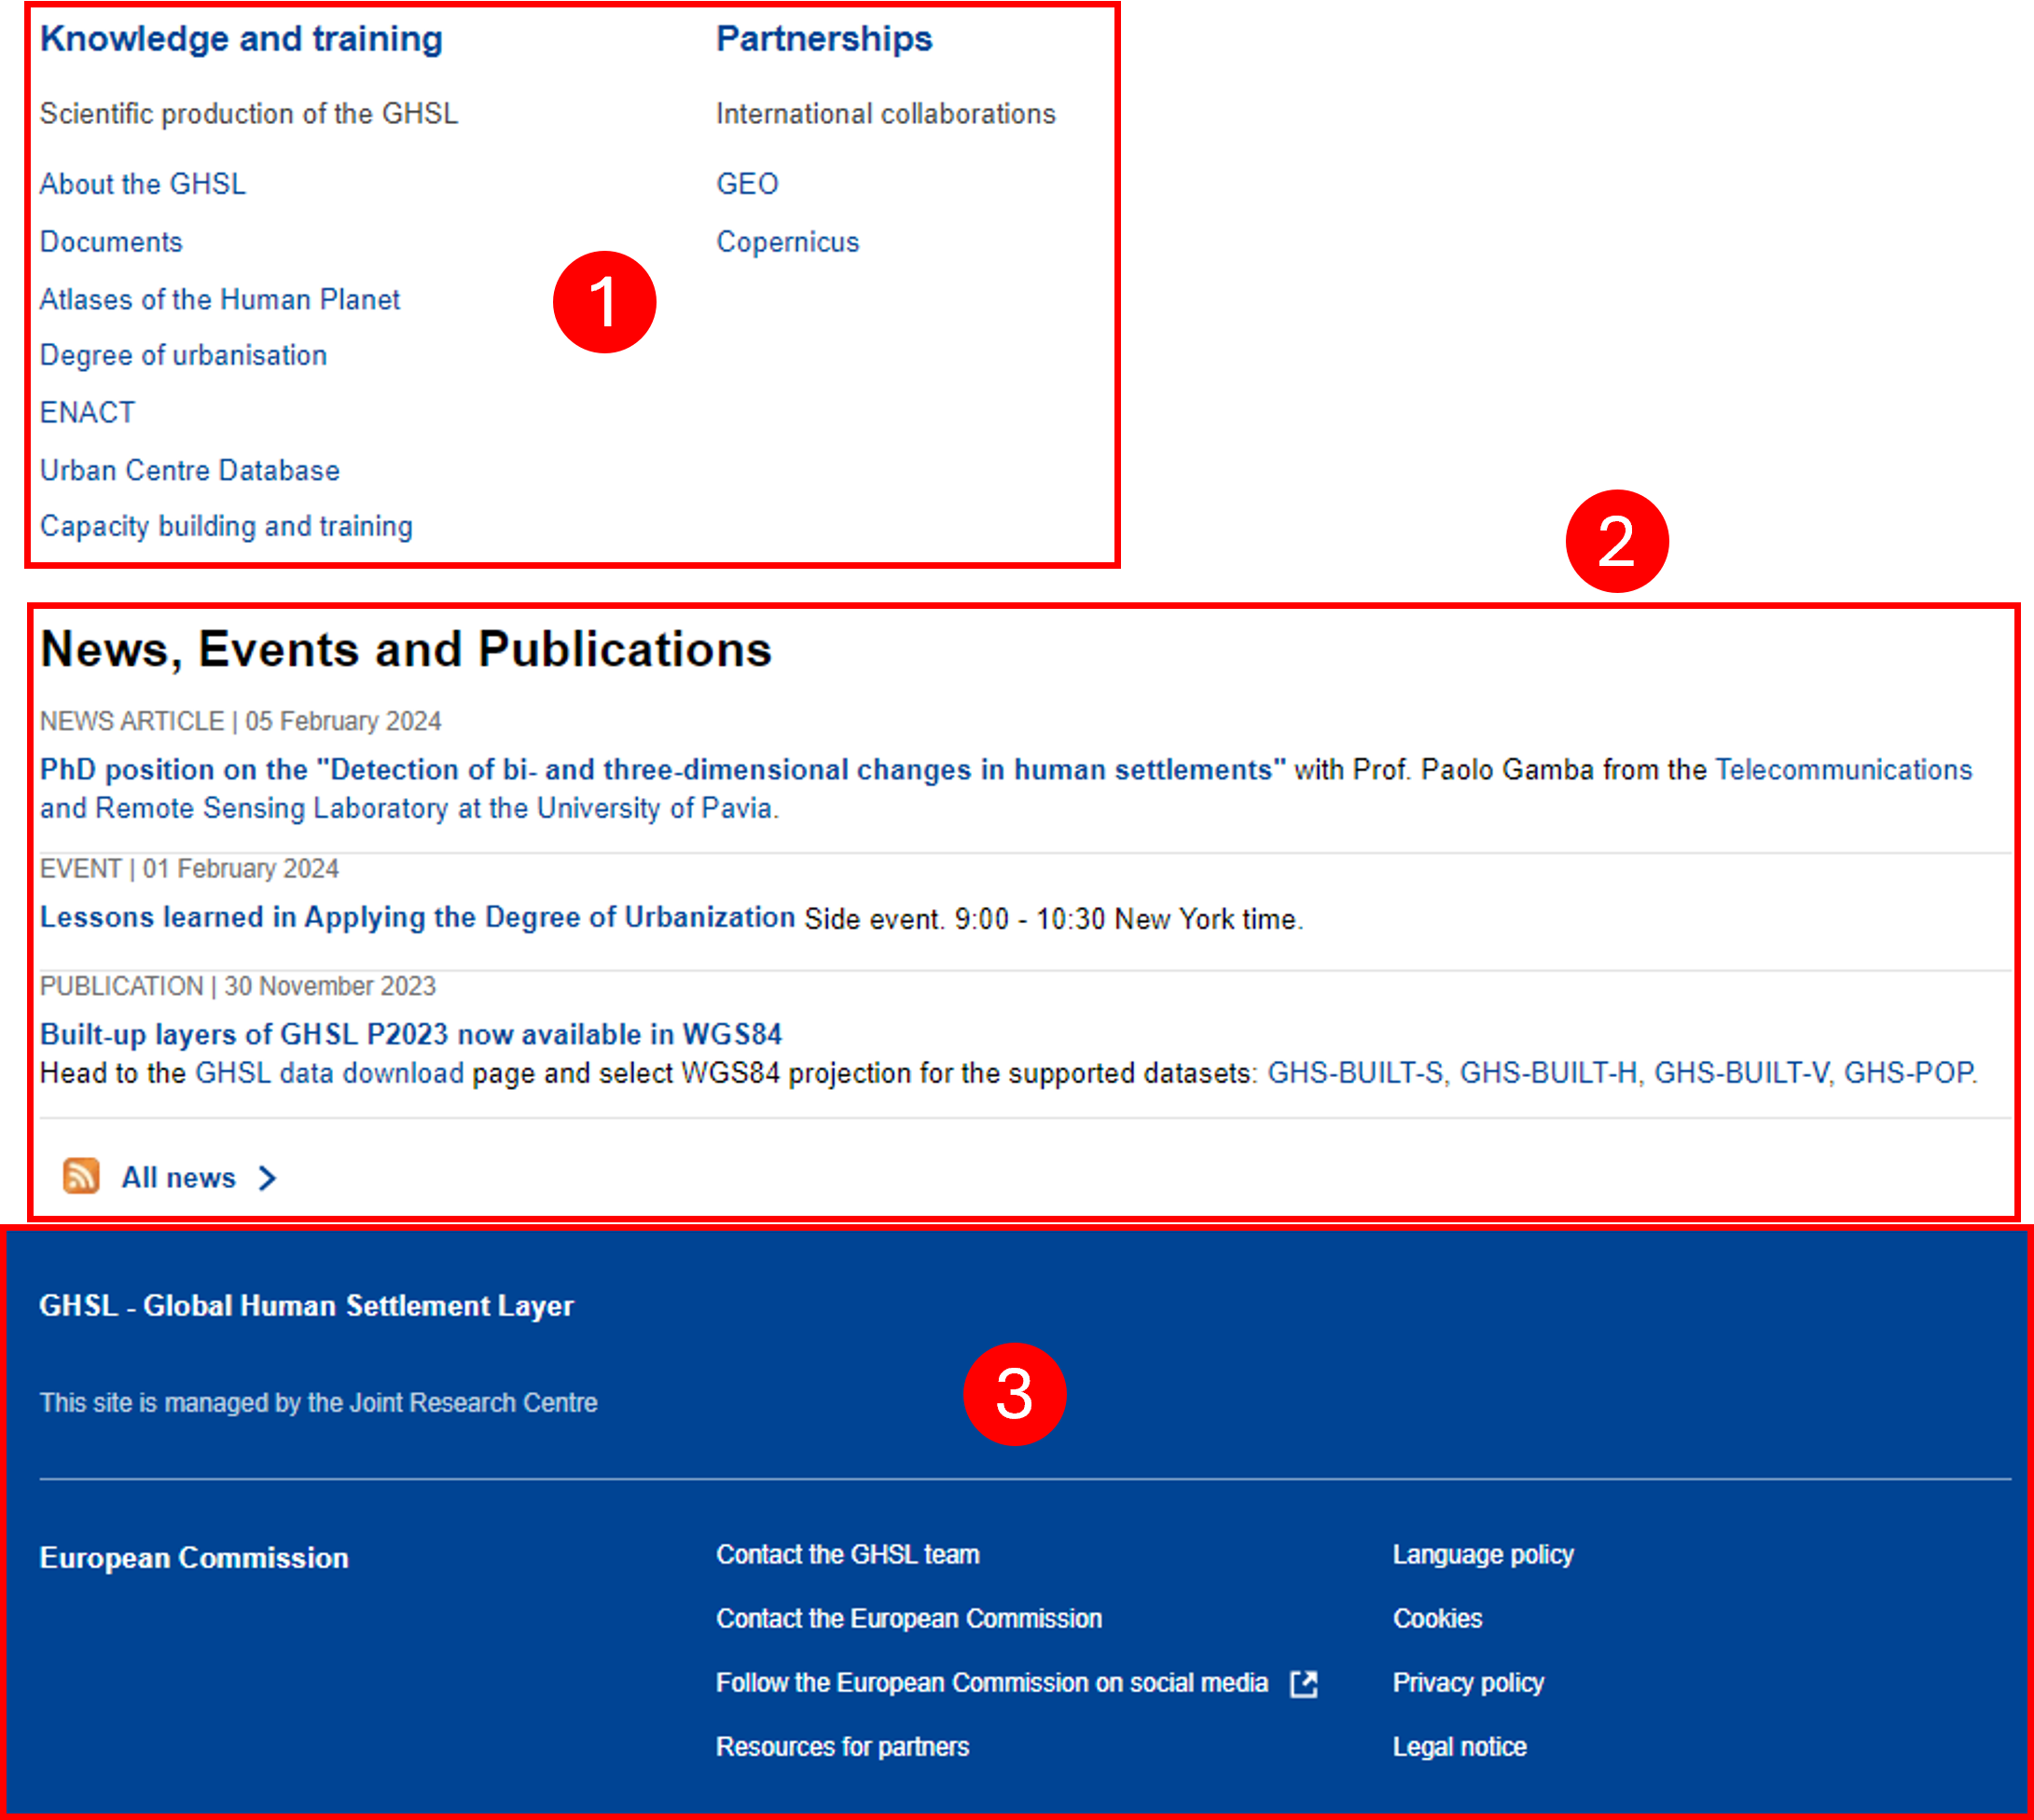 Knowledge and training
Scientific production of the GHSL
About the GHSL
Documents
Atlases of the Human Planet
Degree of urbanisation
ENACT
Urban Centre Database
Capacity building and training
Partnerships
International collaborations
GEO
Copernicus
1
2
News, Events and Publications
NEWS ARTICLE | 05 February 2024
PhD position on the "Detection of bi- and three-dimensional changes in human settlements" with Prof. Paolo Gamba from the Telecommunications
and Remote Sensing Laboratory at the University of Pavia.
EVENT | 01 February 2024
Lessons learned in Applying the Degree of Urbanization Side event. 9:00 - 10:30 New York time.
PUBLICATION | 30 November 2023
Built-up layers of GHSL P2023 now available in WGS84
Head to the GHSL data download page and select WGS84 projection for the supported datasets: GHS-BUILT-S, GHS-BUILT-H, GHS-BUILT-V, GHS-POP.
All news
GHSL - Global Human Settlement Layer
This site is managed by the Joint Research Centre
3
European Commission
Contact the GHSL team
Contact the European Commission
Follow the European Commission on social media
Resources for partners
Language policy
Cookies
Privacy policy
Legal notice